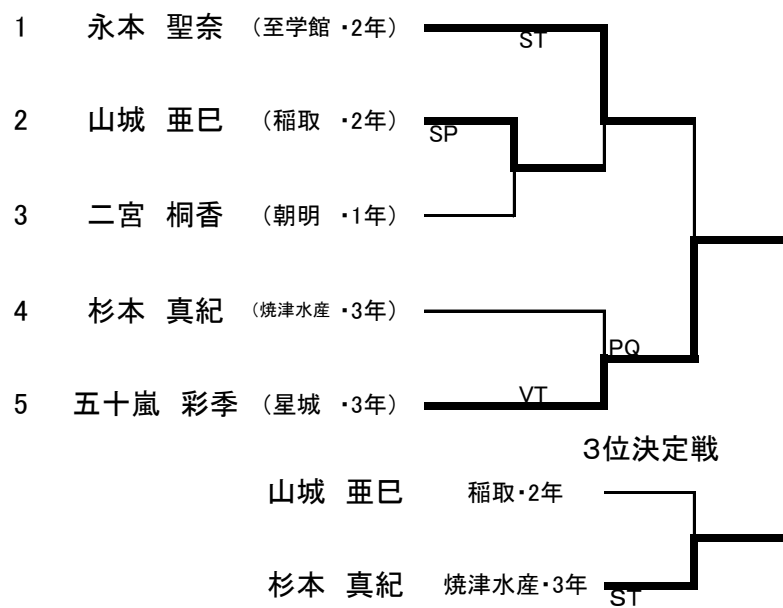 1 永本 聖奈 (至学館 ・2年)
ST
2 山城 亜巳 (稲取 ・2年)
SP
3 二宮 桐香 (朝明 ・1年)
4 杉本 真紀 (焼津水産 ・3年)
PQ
5 五十嵐 彩季 (星城 ・3年)
VT
3位決定戦
山城 亜巳 稲取・2年
杉本 真紀 焼津水産・3年
ST